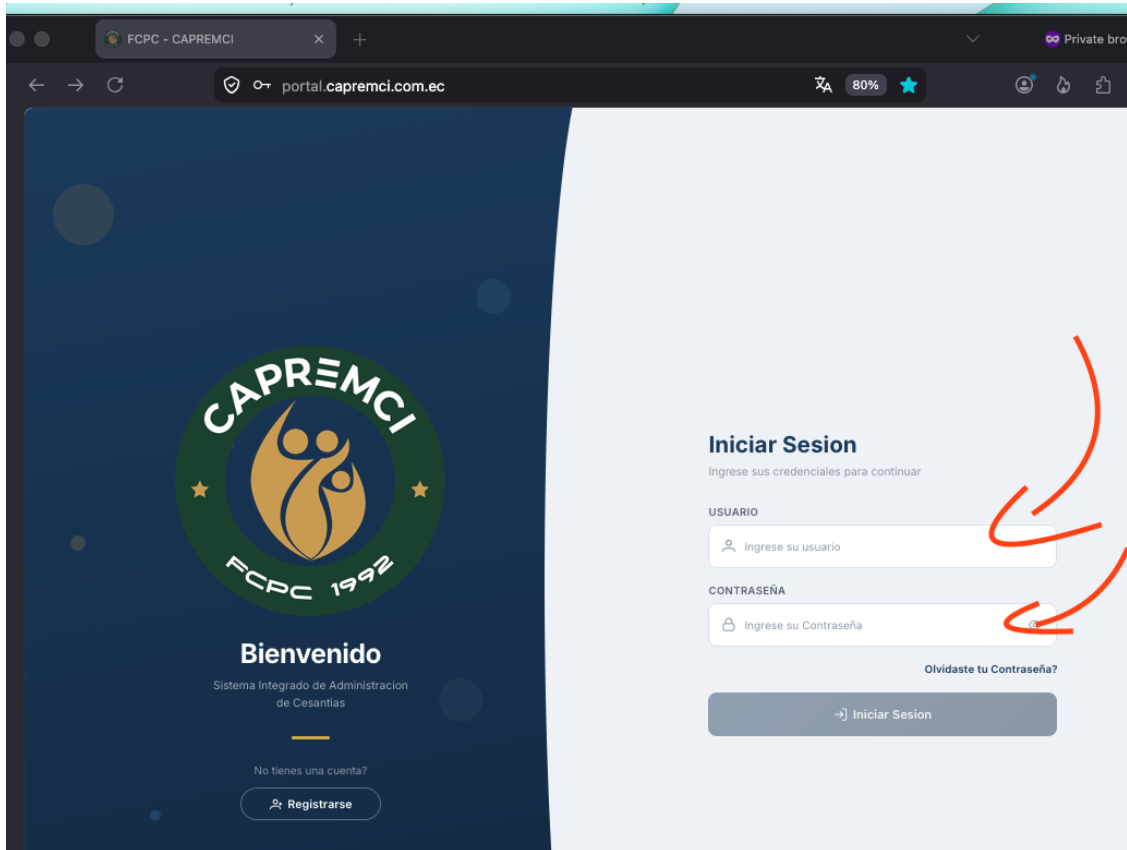 FCPC - CAPREMCI
Private bro
portal.capremci.com.ec
80%
CAPREMCI
FCPC 1992
Bienvenido
Sistema Integrado de Administracion
de Cesantias
No tienes una cuenta?
Registrarse
Iniciar Sesion
Ingrese sus credenciales para continuar
USUARIO
Ingrese su usuario
CONTRASEÑA
Ingrese su Contraseña
Olvidaste tu Contraseña?
Iniciar Sesion